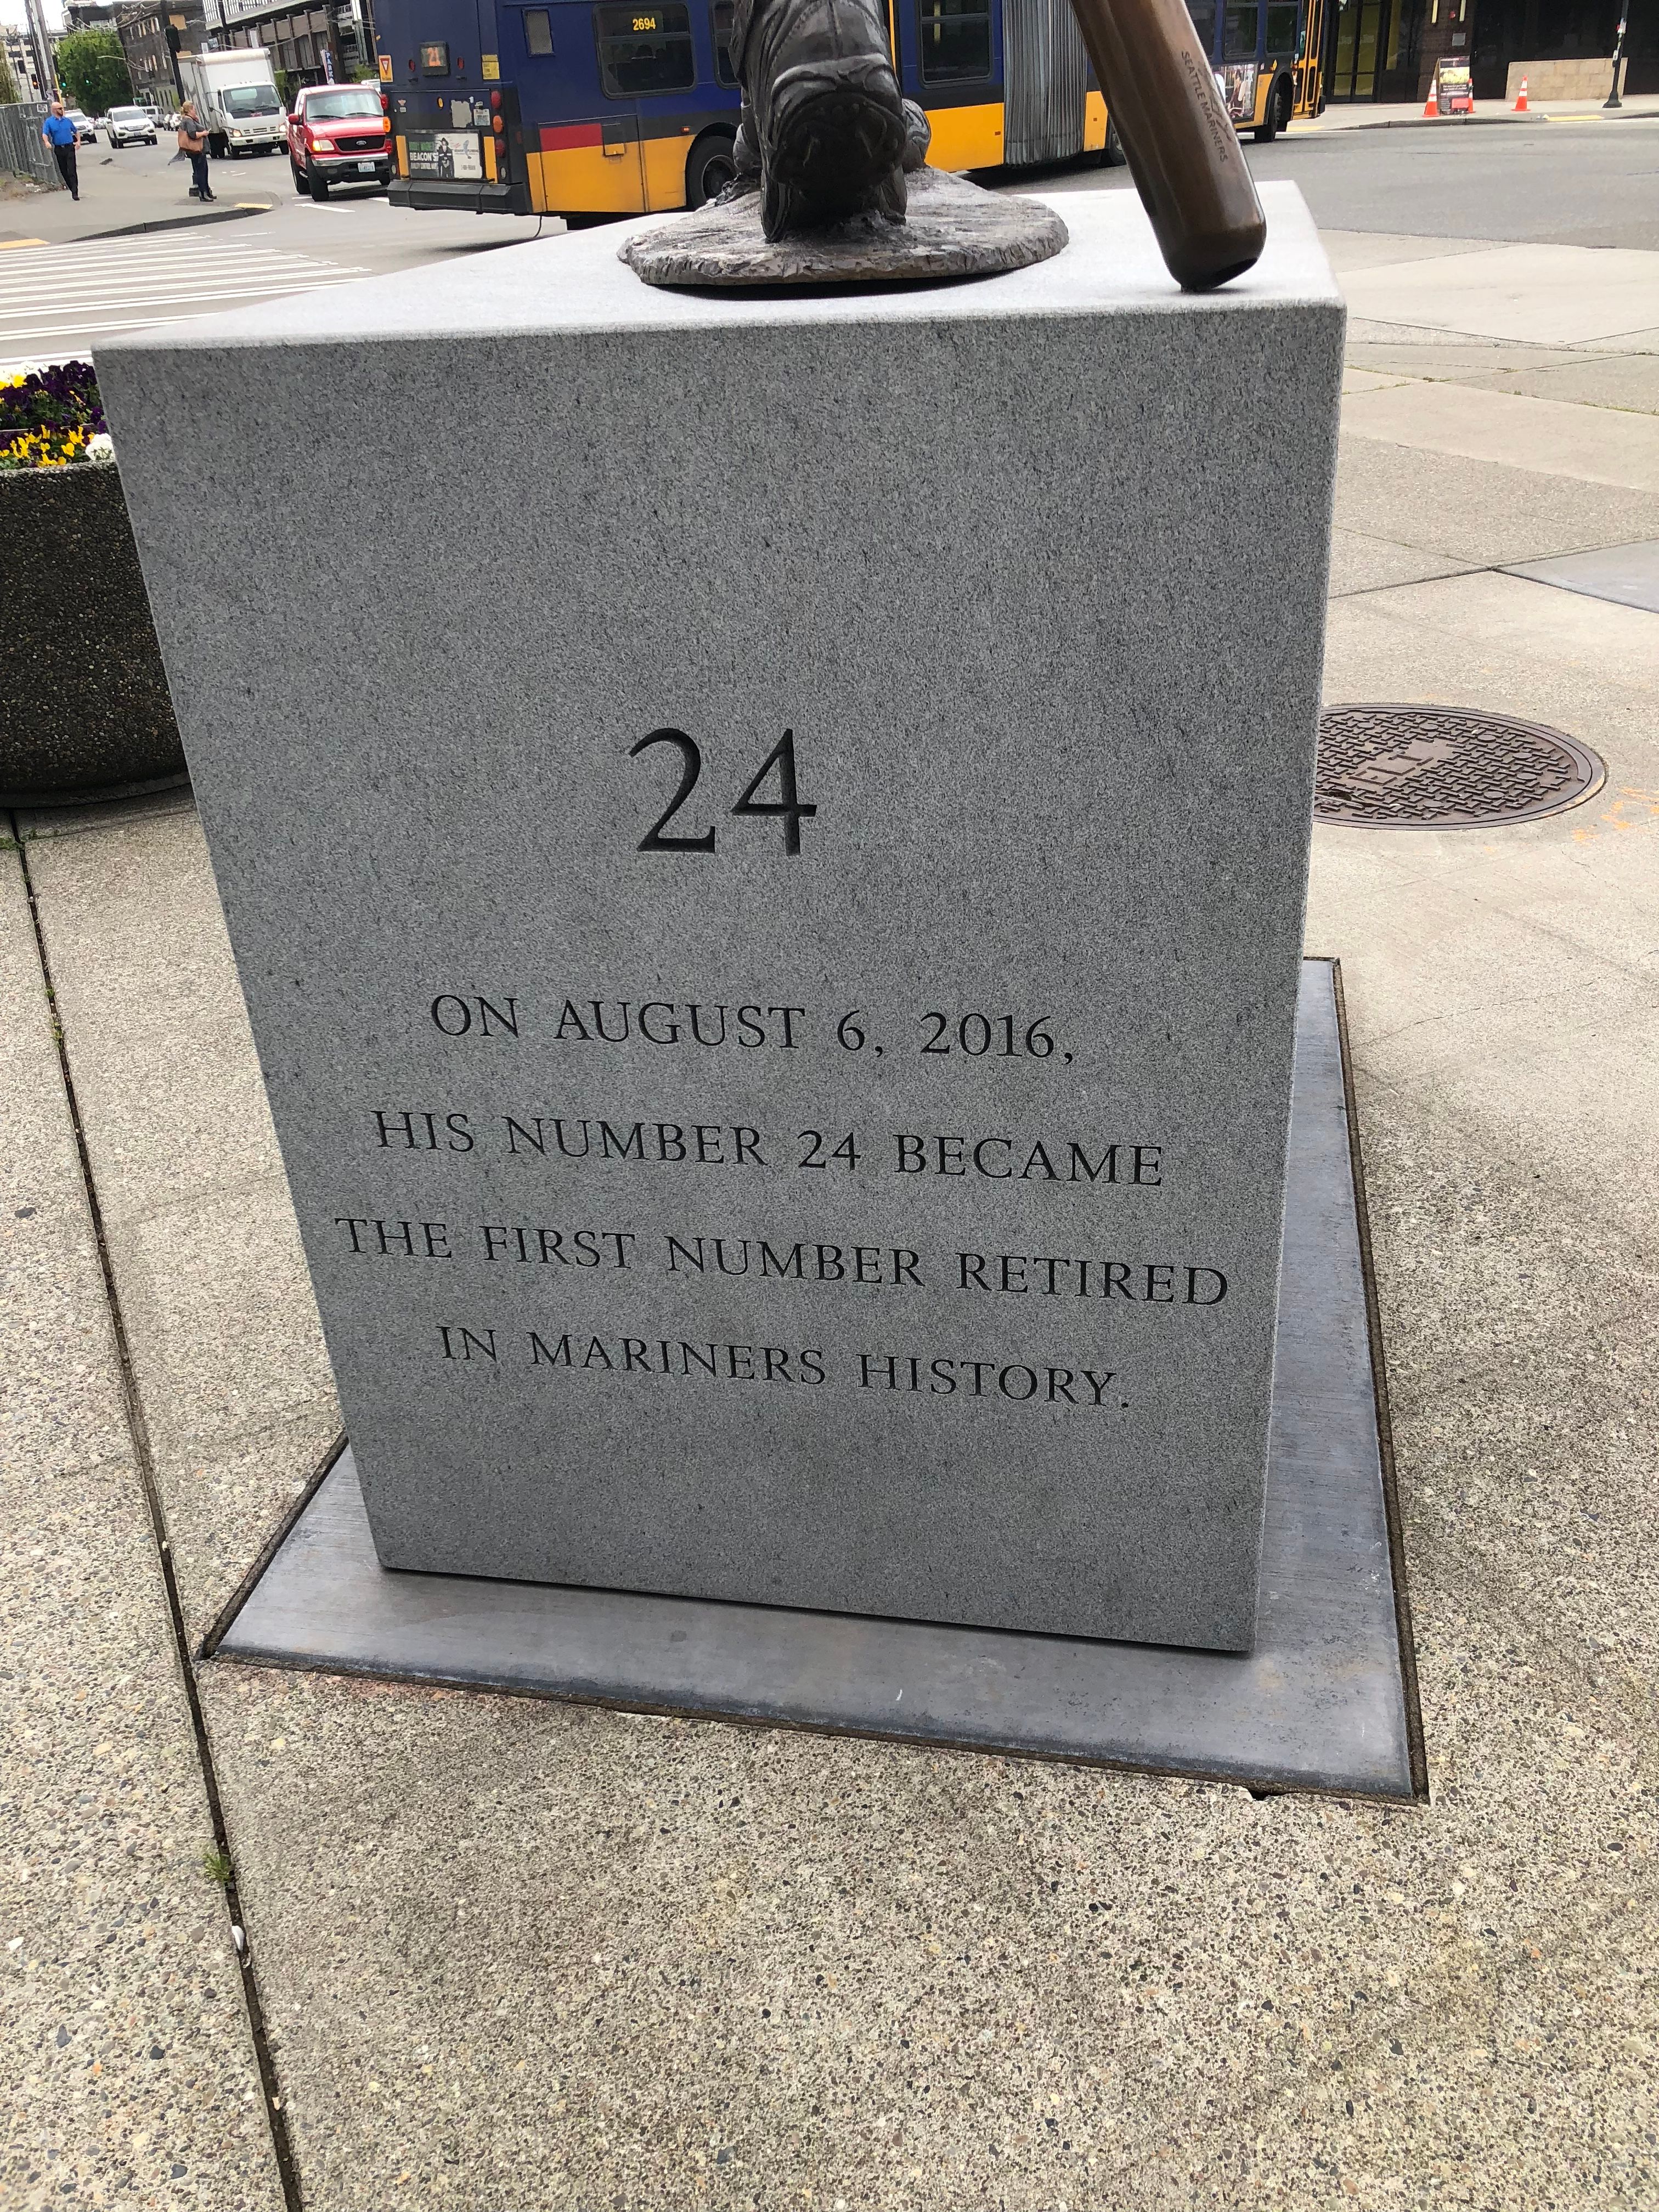 2694
21
SEATTLE MARINERS
24
ON AUGUST 6, 2016,
HIS NUMBER 24 BECAME
THE FIRST NUMBER RETIRED
IN MARINERS HISTORY.